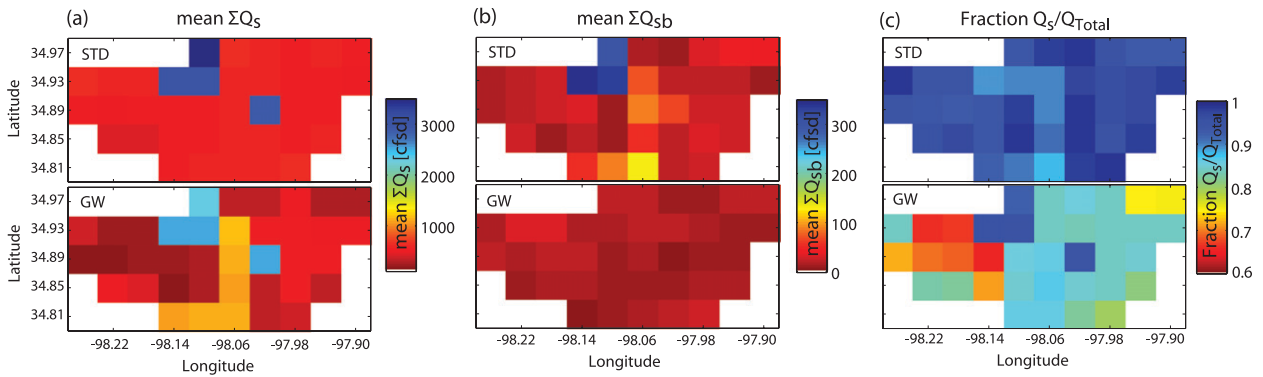 (a) mean ΣQs
STD
34.97
34.93
34.89
34.85
34.81
Latitude
GW
34.97
34.93
34.89
34.85
34.81
Latitude
-98.22 -98.14 -98.06 -97.98 -97.90
Longitude
3000
2000
1000
mean ΣQs [cfsd]
(b) mean ΣQsb
STD
GW
-98.22 -98.14 -98.06 -97.98 -97.90
Longitude
300
200
100
0
mean ΣQsb [cfsd]
(c) Fraction Qs/QTotal
STD
GW
-98.22 -98.14 -98.06 -97.98 -97.90
Longitude
1
0.9
0.8
0.7
0.6
Fraction Qs/QTotal